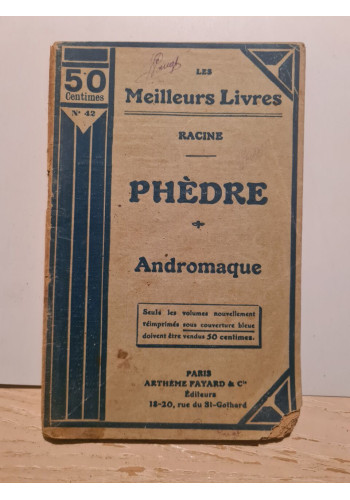 50
Centimes
N° 42
LES
Meilleurs Livres
RACINE
PHÈDRE
Andromaque
Seuls les volumes nouvellement
réimprimés sous couverture bleue
doivent être vendus 50 centimes.
PARIS
ARTHÈME FAYARD & Cie
Éditeurs
18-20, rue du St-Gothard